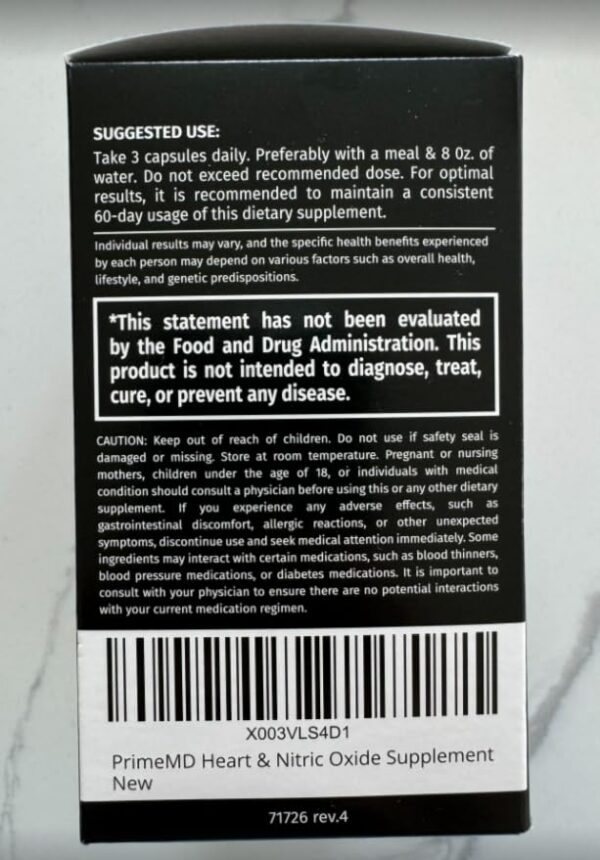 SUGGESTED USE:
Take 3 capsules daily. Preferably with a meal & 8 0z. of
water. Do not exceed recommended dose. For optimal
results, it is recommended to maintain a consistent
60-day usage of this dietary supplement.
Individual results may vary, and the specific health benefits experienced
by each person may depend on various factors such as overall health,
lifestyle, and genetic predispositions.
*This statement has not been evaluated
by the Food and Drug Administration. This
product is not intended to diagnose, treat,
cure, or prevent any disease.
CAUTION: Keep out of reach of children. Do not use if safety seal is
damaged or missing. Store at room temperature. Pregnant or nursing
mothers, children under the age of 18, or individuals with medical
condition should consult a physician before using this or any other dietary
supplement. If you experience any adverse effects, such as
gastrointestinal discomfort, allergic reactions, or other unexpected
symptoms, discontinue use and seek medical attention immediately. Some
ingredients may interact with certain medications, such as blood thinners,
blood pressure medications, or diabetes medications. It is important to
consult with your physician to ensure there are no potential interactions
with your current medication regimen.
X003VLS4D1
PrimeMD Heart & Nitric Oxide Supplement
New
71726 rev.4